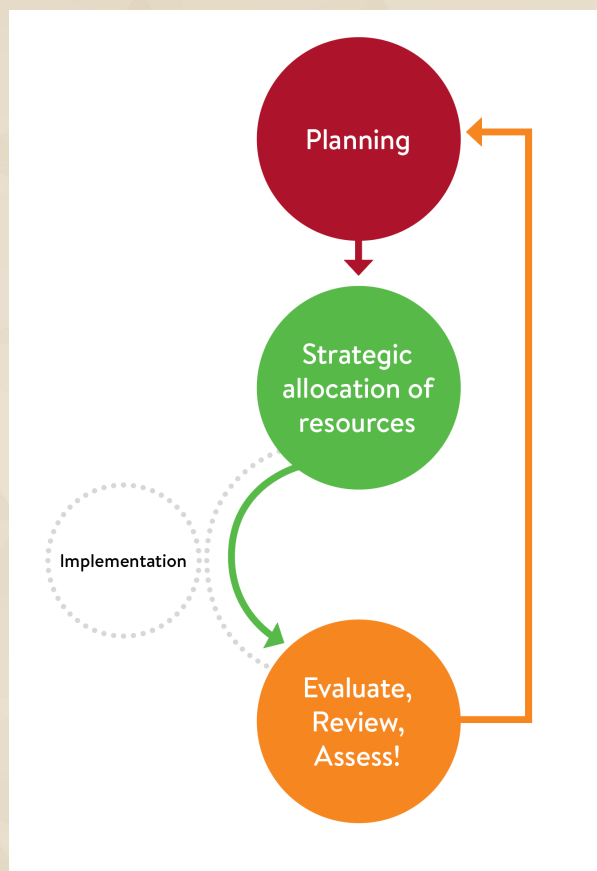 Planning
Strategic
allocation of
resources
Implementation
Evaluate,
Review,
Assess!